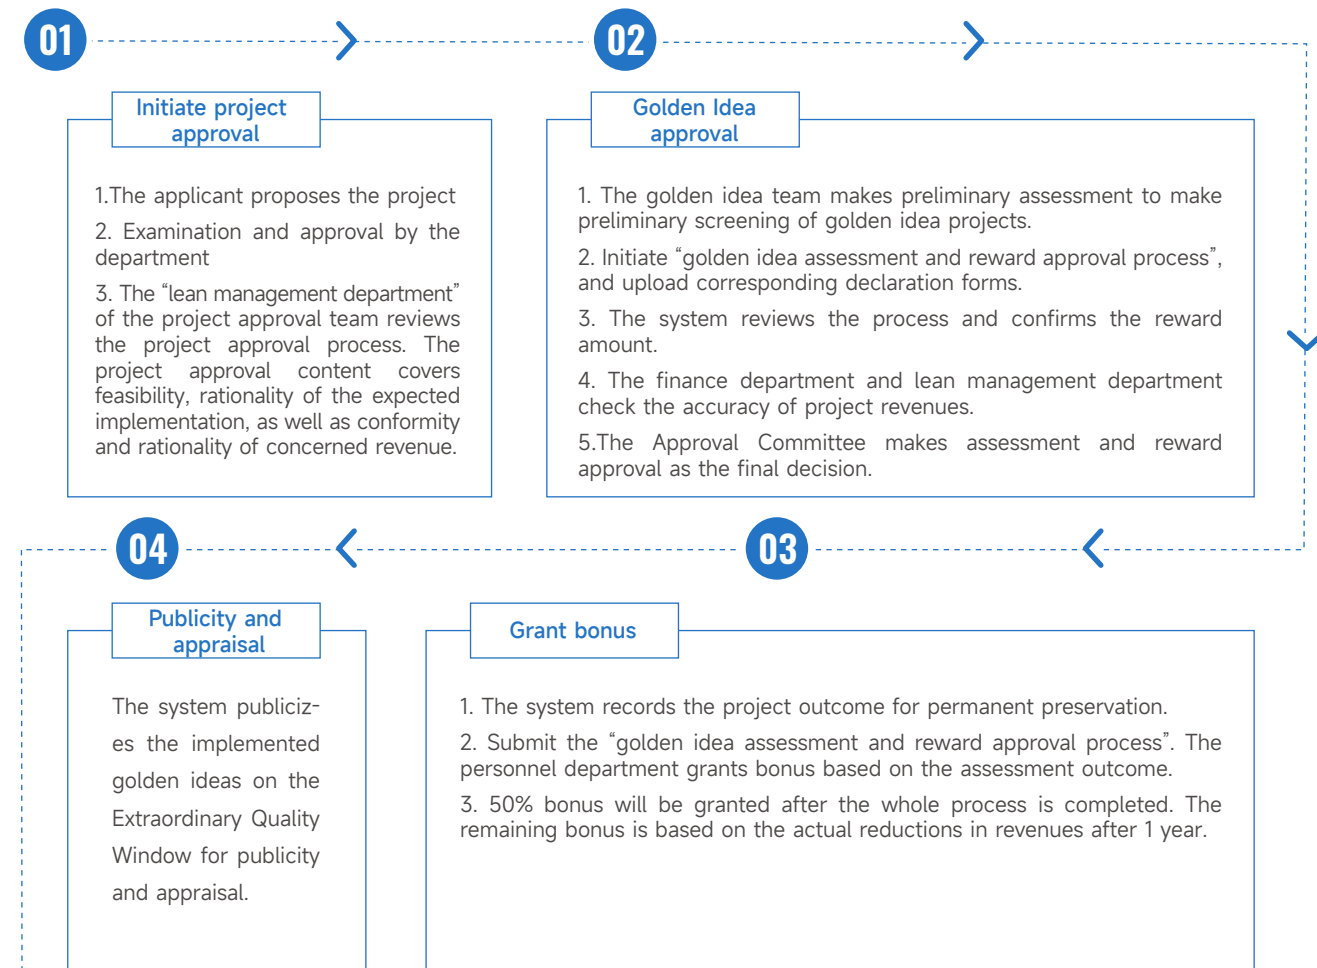 01
02
Initiate project
approval
1.The applicant proposes the project
2. Examination and approval by the
department
3. The “lean management department”
of the project approval team reviews
the project approval process. The
project approval content covers
feasibility, rationality of the expected
implementation, as well as conformity
and rationality of concerned revenue.
Golden Idea
approval
1. The golden idea team makes preliminary assessment to make
preliminary screening of golden idea projects.
2. Initiate “golden idea assessment and reward approval process”,
and upload corresponding declaration forms.
3. The system reviews the process and confirms the reward
amount.
4. The finance department and lean management department
check the accuracy of project revenues.
5.The Approval Committee makes assessment and reward
approval as the final decision.
03
Grant bonus
1. The system records the project outcome for permanent preservation.
2. Submit the “golden idea assessment and reward approval process”. The
personnel department grants bonus based on the assessment outcome.
3. 50% bonus will be granted after the whole process is completed. The
remaining bonus is based on the actual reductions in revenues after 1 year.
04
Publicity and
appraisal
The system publiciz-
es the implemented
golden ideas on the
Extraordinary Quality
Window for publicity
and appraisal.